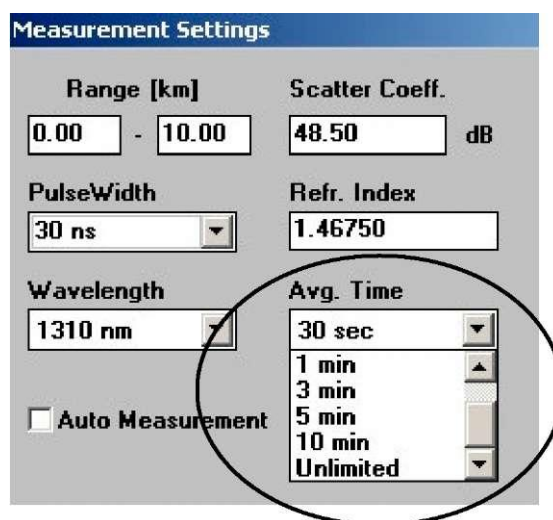 Measurement Settings
Range [km] Scatter Coeff.
0.00 - 10.00 48.50 dB
PulseWidth Refr. Index
30 ns 1.46750
Wavelength Avg. Time
1310 nm 30 sec
1 min
3 min
Auto Measurement 5 min
10 min
Unlimited